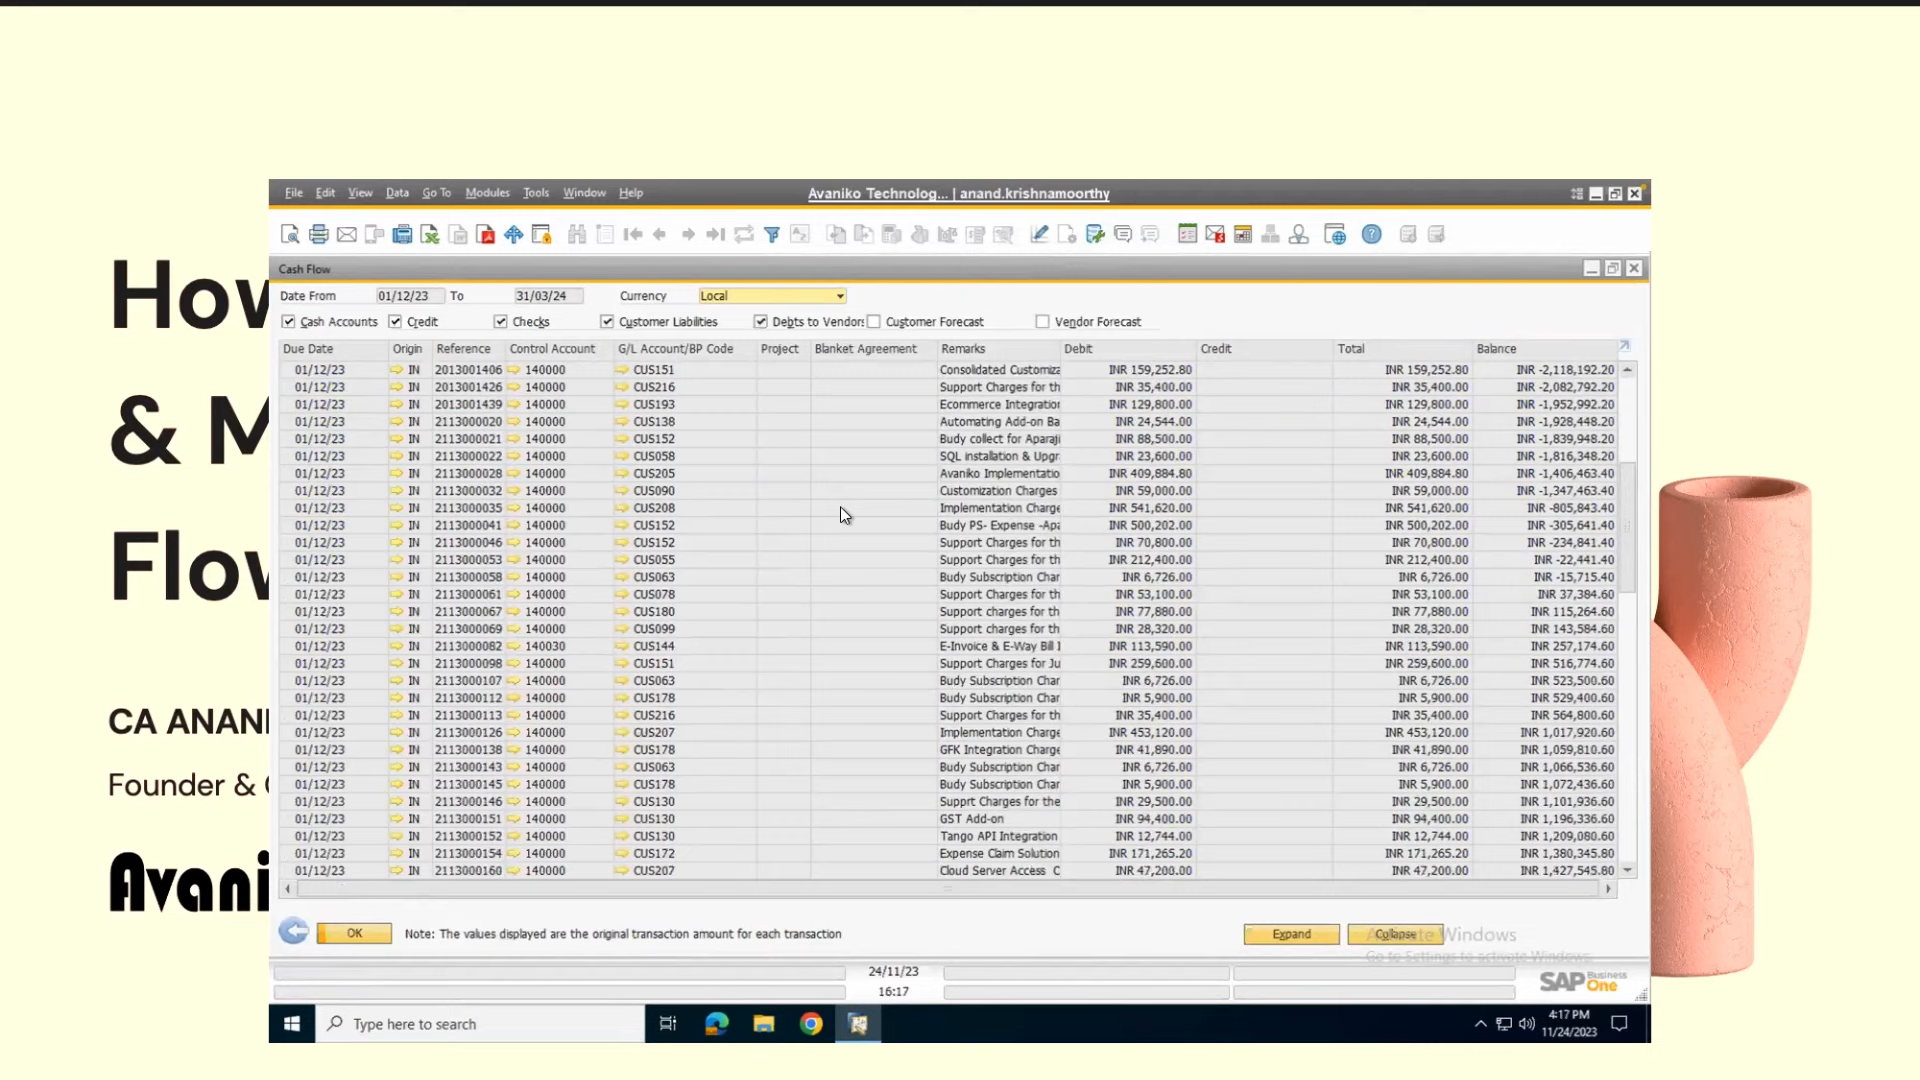 How
& M
Flow
CA ANAN
Founder &
Avani
File Edit View Data Go To Modules Tools Window Help
Avaniko Technolog... | anand.krishnamoorthy
Cash Flow
Date From 01/12/23 To 31/03/24 Currency Local
Cash Accounts Credit Checks Customer Liabilities Debts to Vendors Customer Forecast Vendor Forecast
Due Date Origin Reference Control Account G/L Account/BP Code Project Blanket Agreement Remarks Debit Credit Total Balance
01/12/23 IN 2013001406 140000 CUS151 Consolidated Customiza INR 159,252.80 INR 159,252.80 INR -2,118,192.20
01/12/23 IN 2013001426 140000 CUS216 Support Charges for th INR 35,400.00 INR 35,400.00 INR -2,082,792.20
01/12/23 IN 2013001439 140000 CUS193 Ecommerce Integration INR 129,800.00 INR 129,800.00 INR -1,952,992.20
01/12/23 IN 2113000020 140000 CUS138 Automating Add-on Ba INR 24,544.00 INR 24,544.00 INR -1,928,448.20
01/12/23 IN 2113000021 140000 CUS152 Budy collect for Aparaji INR 88,500.00 INR 88,500.00 INR -1,839,948.20
01/12/23 IN 2113000022 140000 CUS058 SQL installation & Upgr INR 23,600.00 INR 23,600.00 INR -1,816,348.20
01/12/23 IN 2113000028 140000 CUS205 Avaniko Implementatio INR 409,884.80 INR 409,884.80 INR -1,406,463.40
01/12/23 IN 2113000032 140000 CUS090 Customization Charges INR 59,000.00 INR 59,000.00 INR -1,347,463.40
01/12/23 IN 2113000035 140000 CUS208 Implementation Charge INR 541,620.00 INR 541,620.00 INR -805,843.40
01/12/23 IN 2113000041 140000 CUS152 Budy PS- Expense -Apa INR 500,202.00 INR 500,202.00 INR -305,641.40
01/12/23 IN 2113000046 140000 CUS152 Support Charges for th INR 70,800.00 INR 70,800.00 INR -234,841.40
01/12/23 IN 2113000053 140000 CUS055 Support Charges for th INR 212,400.00 INR 212,400.00 INR -22,441.40
01/12/23 IN 2113000058 140000 CUS063 Budy Subscription Char INR 6,726.00 INR 6,726.00 INR -15,715.40
01/12/23 IN 2113000061 140000 CUS078 Support Charges for th INR 53,100.00 INR 53,100.00 INR 37,384.60
01/12/23 IN 2113000067 140000 CUS180 Support charges for th INR 77,880.00 INR 77,880.00 INR 115,264.60
01/12/23 IN 2113000069 140000 CUS099 Support charges for th INR 28,320.00 INR 28,320.00 INR 143,584.60
01/12/23 IN 2113000082 140030 CUS144 E-Invoice & E-Way Bill I INR 113,590.00 INR 113,590.00 INR 257,174.60
01/12/23 IN 2113000098 140000 CUS151 Support Charges for Ju INR 259,600.00 INR 259,600.00 INR 516,774.60
01/12/23 IN 2113000107 140000 CUS063 Budy Subscription Char INR 6,726.00 INR 6,726.00 INR 523,500.60
01/12/23 IN 2113000112 140000 CUS178 Budy Subscription Char INR 5,900.00 INR 5,900.00 INR 529,400.60
01/12/23 IN 2113000113 140000 CUS216 Support Charges for th INR 35,400.00 INR 35,400.00 INR 564,800.60
01/12/23 IN 2113000126 140000 CUS207 Implementation Charge INR 453,120.00 INR 453,120.00 INR 1,017,920.60
01/12/23 IN 2113000138 140000 CUS178 GFK Integration Charge INR 41,890.00 INR 41,890.00 INR 1,059,810.60
01/12/23 IN 2113000143 140000 CUS063 Budy Subscription Char INR 6,726.00 INR 6,726.00 INR 1,066,536.60
01/12/23 IN 2113000145 140000 CUS178 Budy Subscription Char INR 5,900.00 INR 5,900.00 INR 1,072,436.60
01/12/23 IN 2113000146 140000 CUS130 Supprt Charges for the INR 29,500.00 INR 29,500.00 INR 1,101,936.60
01/12/23 IN 2113000151 140000 CUS130 GST Add-on INR 94,400.00 INR 94,400.00 INR 1,196,336.60
01/12/23 IN 2113000152 140000 CUS130 Tango API Integration INR 12,744.00 INR 12,744.00 INR 1,209,080.60
01/12/23 IN 2113000154 140000 CUS172 Expense Claim Solution INR 171,265.20 INR 171,265.20 INR 1,380,345.80
01/12/23 IN 2113000160 140000 CUS207 Cloud Server Access C INR 47,200.00 INR 47,200.00 INR 1,427,545.80
OK Note: The values displayed are the original transaction amount for each transaction Expand Collapse
Activate Windows
Go to Settings to activate Windows.
24/11/23
16:17
SAP Business One
Type here to search
4:17 PM
11/24/2023